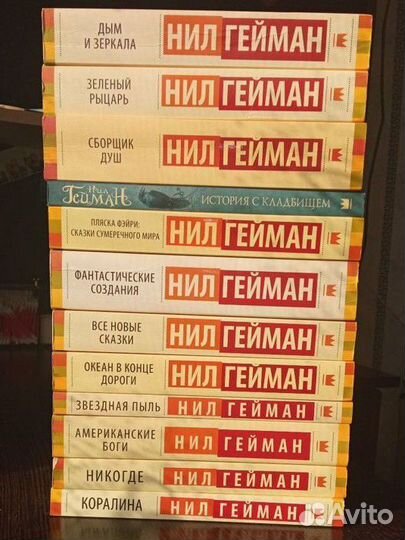 ДЫМ
И ЗЕРКАЛА
НИЛ ГЕЙМАН
ЗЕЛЕНЫЙ
РЫЦАРЬ
НИЛ ГЕЙМАН
СБОРЩИК
ДУШ
НИЛ ГЕЙМАН
НИЛ
ГЕЙМАН
ИСТОРИЯ С КЛАДБИЩЕМ
ПЛЯСКА ФЭЙРИ:
СКАЗКИ СУМЕРЕЧНОГО МИРА
НИЛ ГЕЙМАН
ФАНТАСТИЧЕСКИЕ
СОЗДАНИЯ
НИЛ ГЕЙМАН
ВСЕ НОВЫЕ
СКАЗКИ
НИЛ ГЕЙМАН
ОКЕАН В КОНЦЕ
ДОРОГИ
НИЛ ГЕЙМАН
ЗВЕЗДНАЯ ПЫЛЬ
НИЛ ГЕЙМАН
АМЕРИКАНСКИЕ
БОГИ
НИЛ ГЕЙМАН
НИКОГДЕ
НИЛ ГЕЙМАН
КОРАЛИНА
НИЛ ГЕЙМАН
Avito